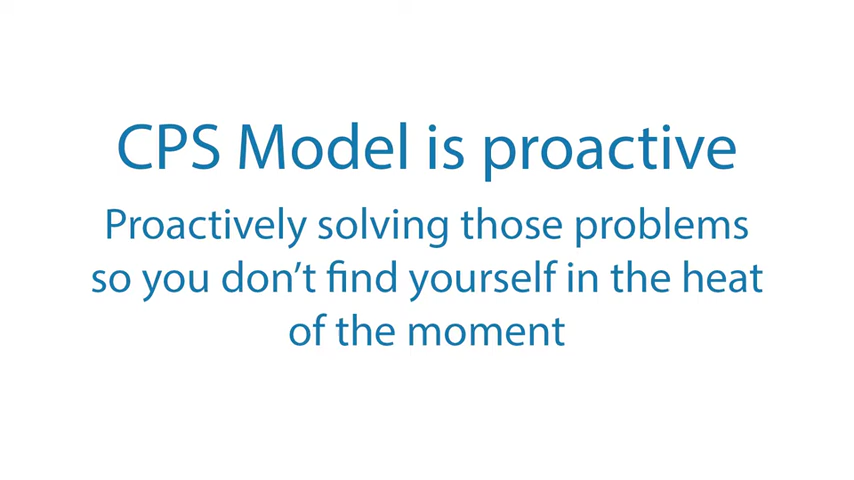 CPS Model is proactive
Proactively solving those problems
so you don’t find yourself in the heat
of the moment